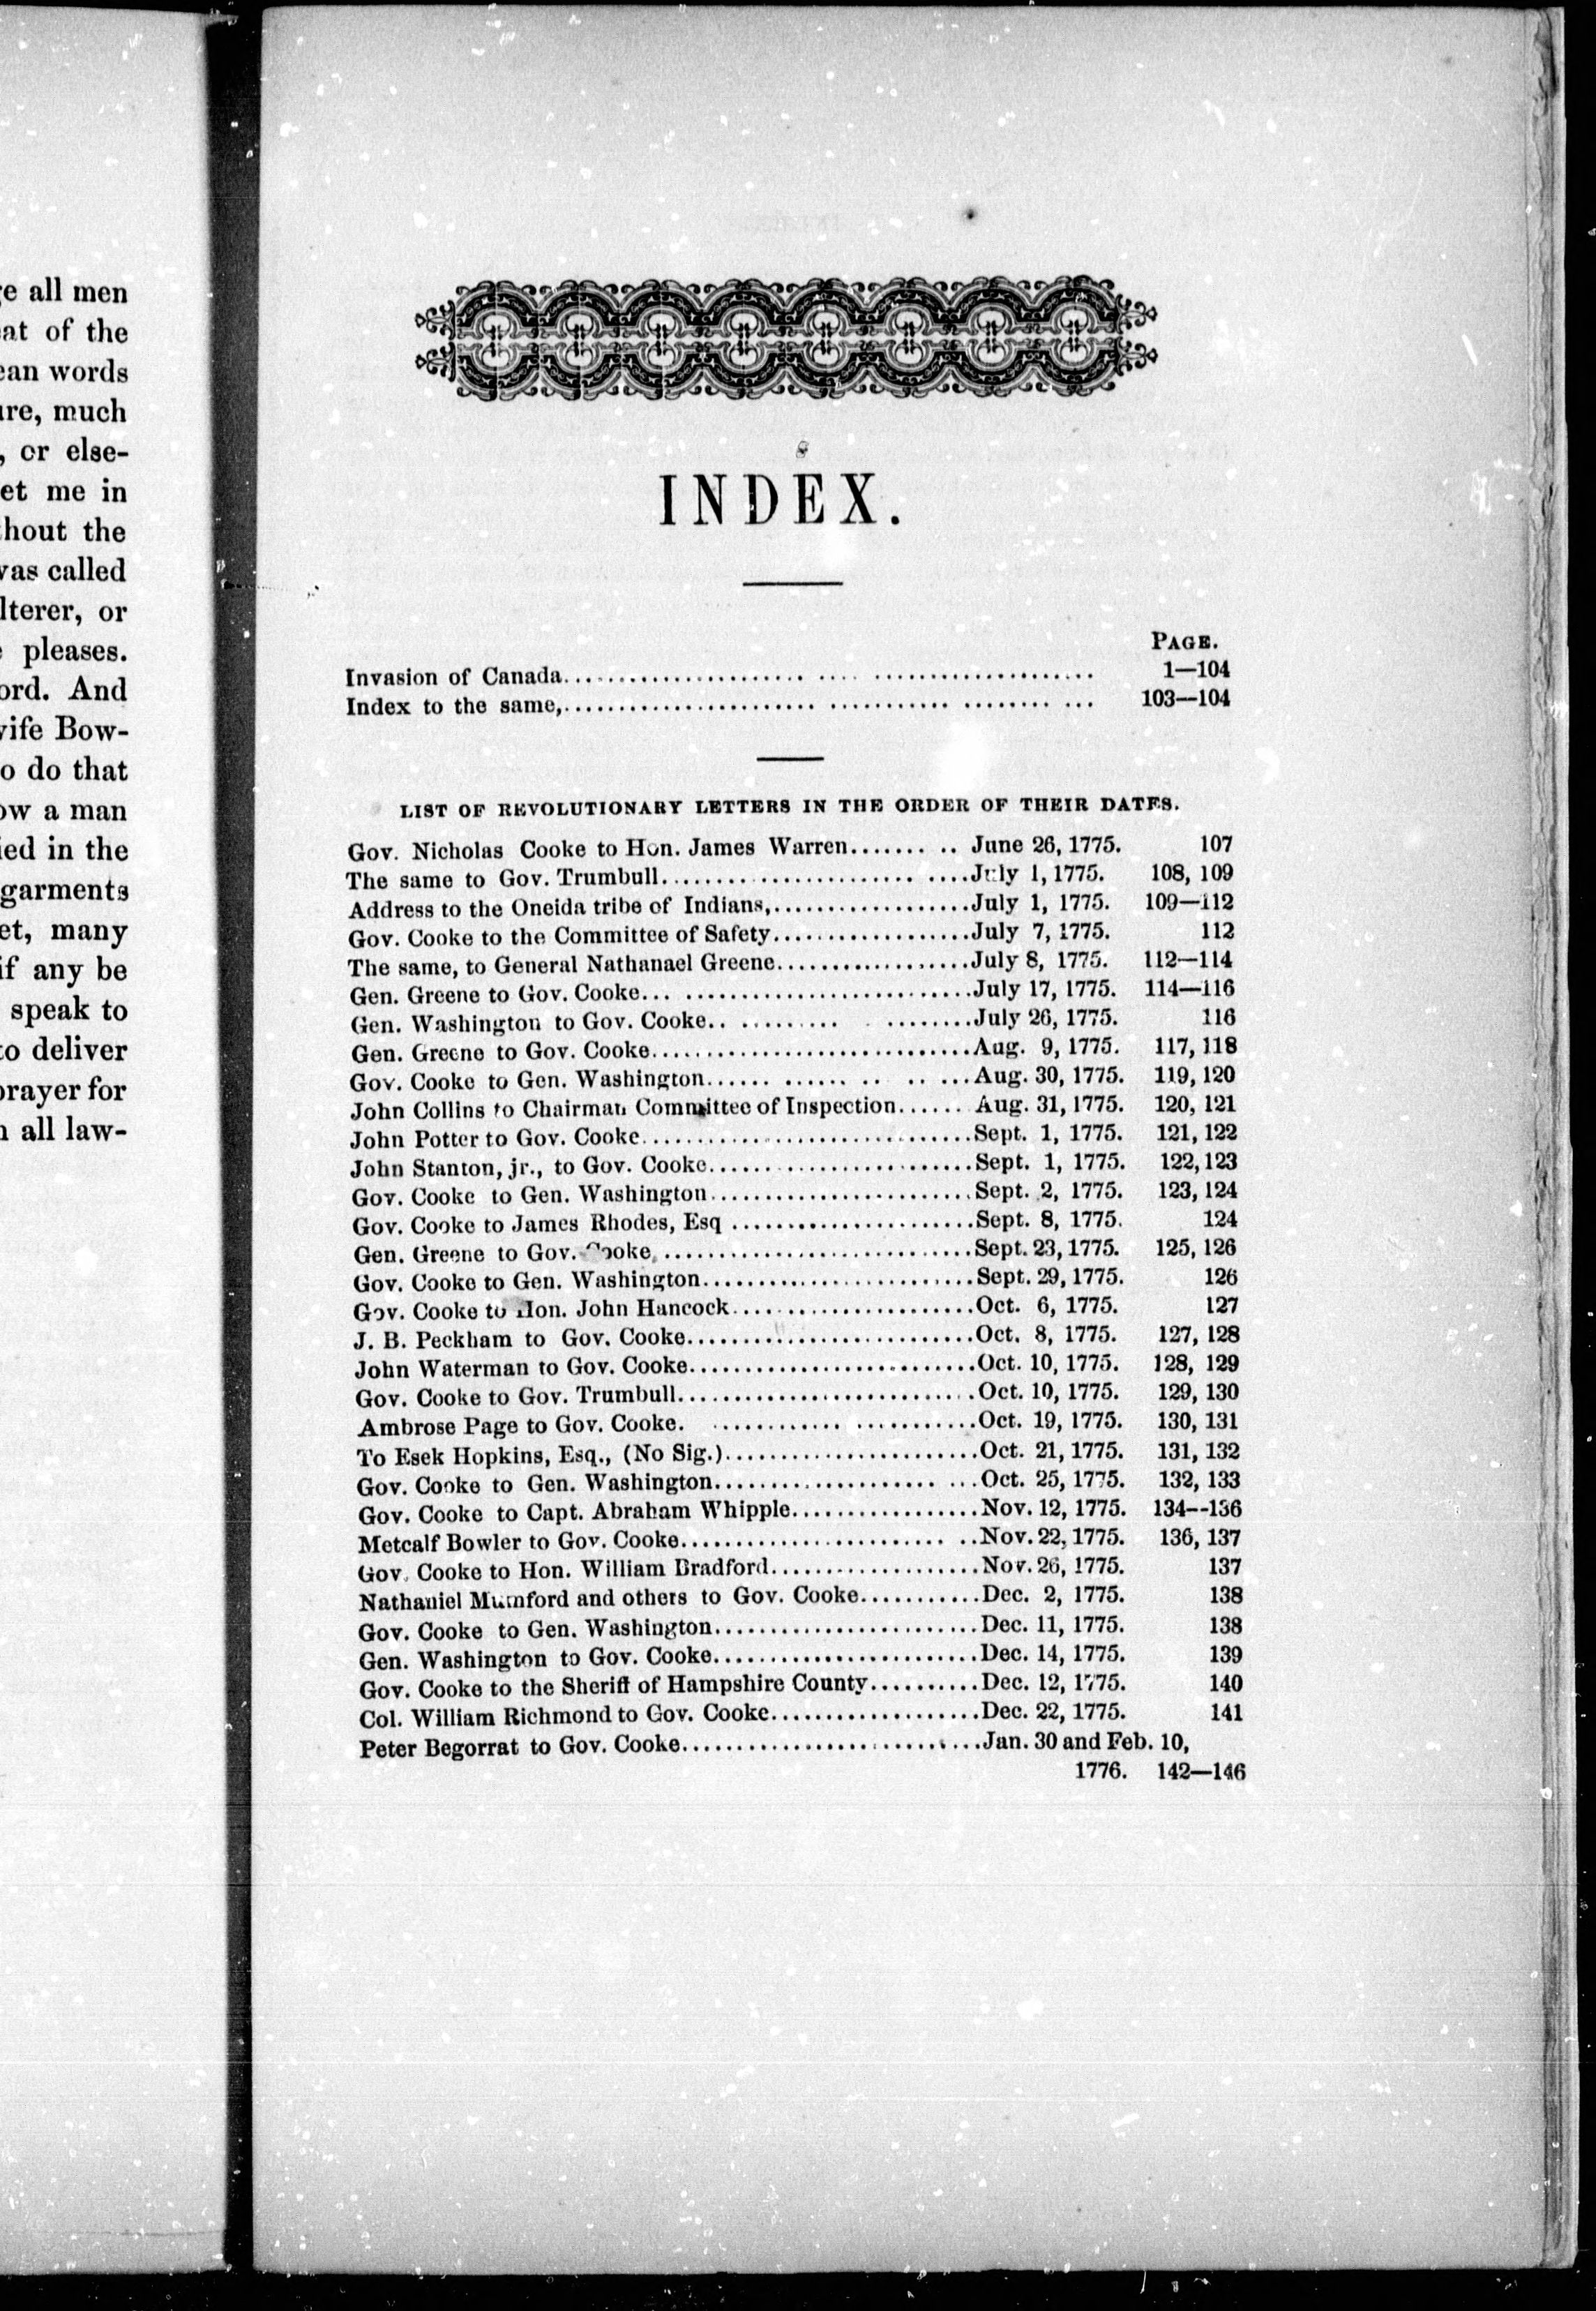 e all men
at of the
ean words
ure, much
, or else-
et me in
thout the
was called
lterer, or
pleases.
ord. And
wife Bow-
o do that
ow a man
ied in the
garments
et, many
if any be
speak to
to deliver
prayer for
all law-
INDEX.
PAGE.
Invasion of Canada.......................................... 1—104
Index to the same,.......................................... 103—104
LIST OF REVOLUTIONARY LETTERS IN THE ORDER OF THEIR DATES.
Gov. Nicholas Cooke to Hon. James Warren......... June 26, 1775. 107
The same to Gov. Trumbull...........................July 1, 1775. 108, 109
Address to the Oneida tribe of Indians,..................July 1, 1775. 109—112
Gov. Cooke to the Committee of Safety..................July 7, 1775. 112
The same, to General Nathanael Greene..................July 8, 1775. 112—114
Gen. Greene to Gov. Cooke..............................July 17, 1775. 114—116
Gen. Washington to Gov. Cooke.....................July 26, 1775. 116
Gen. Greene to Gov. Cooke.............................Aug. 9, 1775. 117, 118
Gov. Cooke to Gen. Washington.....................Aug. 30, 1775. 119, 120
John Collins to Chairman Committee of Inspection...... Aug. 31, 1775. 120, 121
John Potter to Gov. Cooke..............................Sept. 1, 1775. 121, 122
John Stanton, jr., to Gov. Cooke........................Sept. 1, 1775. 122, 123
Gov. Cooke to Gen. Washington........................Sept. 2, 1775. 123, 124
Gov. Cooke to James Rhodes, Esq ......................Sept. 8, 1775. 124
Gen. Greene to Gov. Cooke, ............................Sept. 23, 1775. 125, 126
Gov. Cooke to Gen. Washington.........................Sept. 29, 1775. 126
Gov. Cooke to Hon. John Hancock......................Oct. 6, 1775. 127
J. B. Peckham to Gov. Cooke..........................Oct. 8, 1775. 127, 128
John Waterman to Gov. Cooke..........................Oct. 10, 1775. 128, 129
Gov. Cooke to Gov. Trumbull...........................Oct. 10, 1775. 129, 130
Ambrose Page to Gov. Cooke. .......................Oct. 19, 1775. 130, 131
To Esek Hopkins, Esq., (No Sig.).......................Oct. 21, 1775. 131, 132
Gov. Cooke to Gen. Washington.......................Oct. 25, 1775. 132, 133
Gov. Cooke to Capt. Abraham Whipple.................Nov. 12, 1775. 134--136
Metcalf Bowler to Gov. Cooke..........................Nov. 22, 1775. 136, 137
Gov. Cooke to Hon. William Bradford...................Nov. 26, 1775. 137
Nathaniel Mumford and others to Gov. Cooke...........Dec. 2, 1775. 138
Gov. Cooke to Gen. Washington........................Dec. 11, 1775. 138
Gen. Washington to Gov. Cooke........................Dec. 14, 1775. 139
Gov. Cooke to the Sheriff of Hampshire County..........Dec. 12, 1775. 140
Col. William Richmond to Gov. Cooke...................Dec. 22, 1775. 141
Peter Begorrat to Gov. Cooke...........................Jan. 30 and Feb. 10,
1776. 142—146